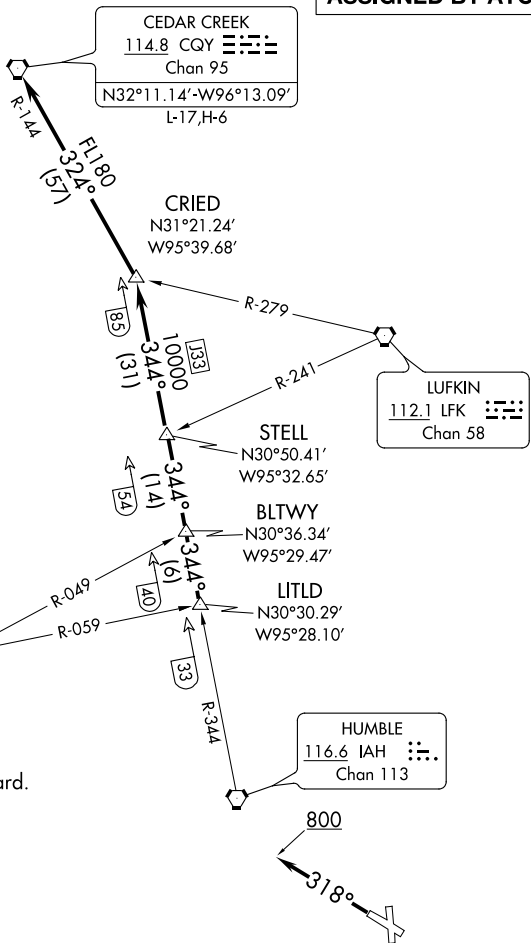 ASSIGNED BY ATC
CEDAR CREEK
114.8 CQY
Chan 95
N32°11.14'-W96°13.09'
L-17,H-6
R-144
FL180
324°
(57)
CRIED
N31°21.24'
W95°39.68'
R-279
85
10000
J33
344°
(31)
R-241
LUFKIN
112.1 LFK
Chan 58
STELL
N30°50.41'
W95°32.65'
54
344°
(14)
BLTWY
N30°36.34'
W95°29.47'
R-049
40
344°
(6)
LITLD
N30°30.29'
W95°28.10'
R-059
33
R-344
HUMBLE
116.6 IAH
Chan 113
ard.
800
318°